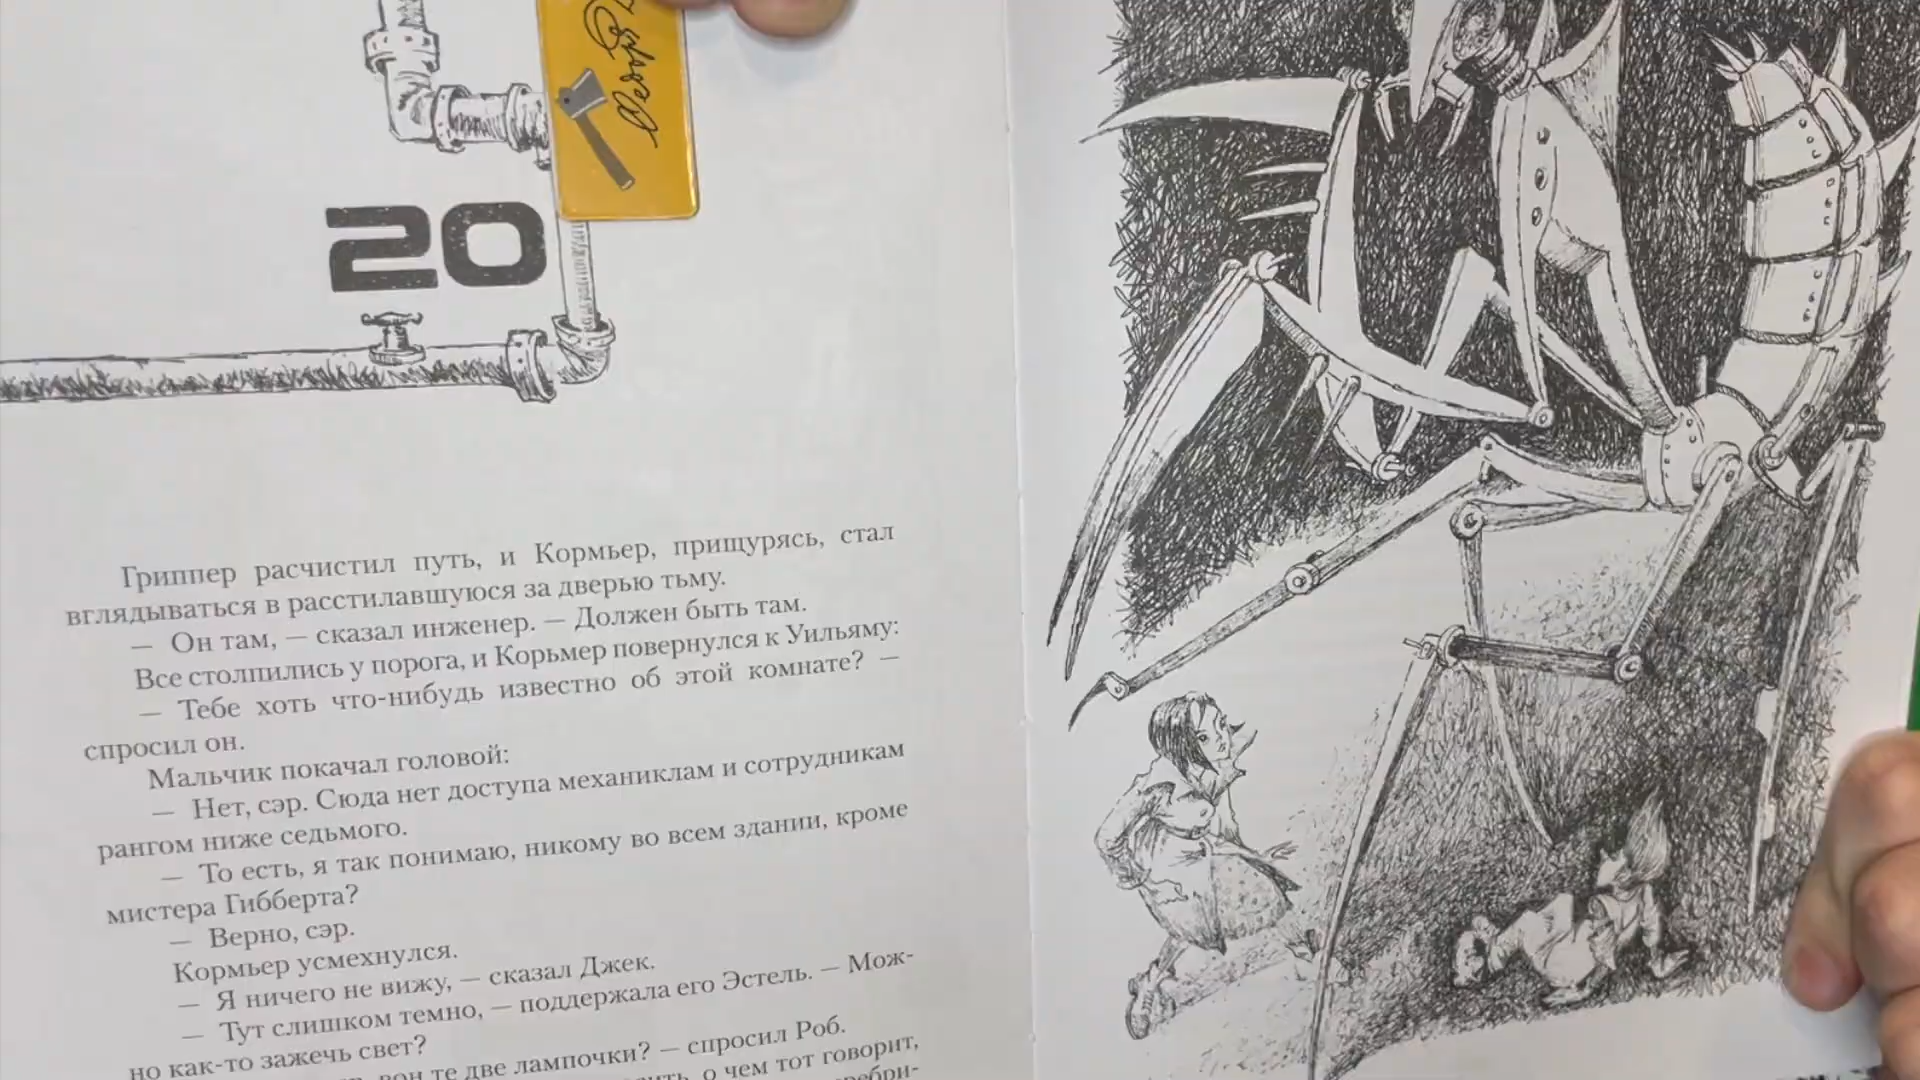 20
Гриппер расчистил путь, и Кормьер, прищурясь, стал
вглядываться в расстилавшуюся за дверью тьму.
— Он там, — сказал инженер. — Должен быть там.
Все столпились у порога, и Корьмер повернулся к Уильяму:
— Тебе хоть что-нибудь известно об этой комнате? —
спросил он.
Мальчик покачал головой:
— Нет, сэр. Сюда нет доступа механиклам и сотрудникам
рангом ниже седьмого.
— То есть, я так понимаю, никому во всем здании, кроме
мистера Гибберта?
— Верно, сэр.
Кормьер усмехнулся.
— Я ничего не вижу, — сказал Джек.
— Тут слишком темно, — поддержала его Эстель. — Мож-
но как-то зажечь свет?
вон те две лампочки? — спросил Роб.
о чем тот говорит,